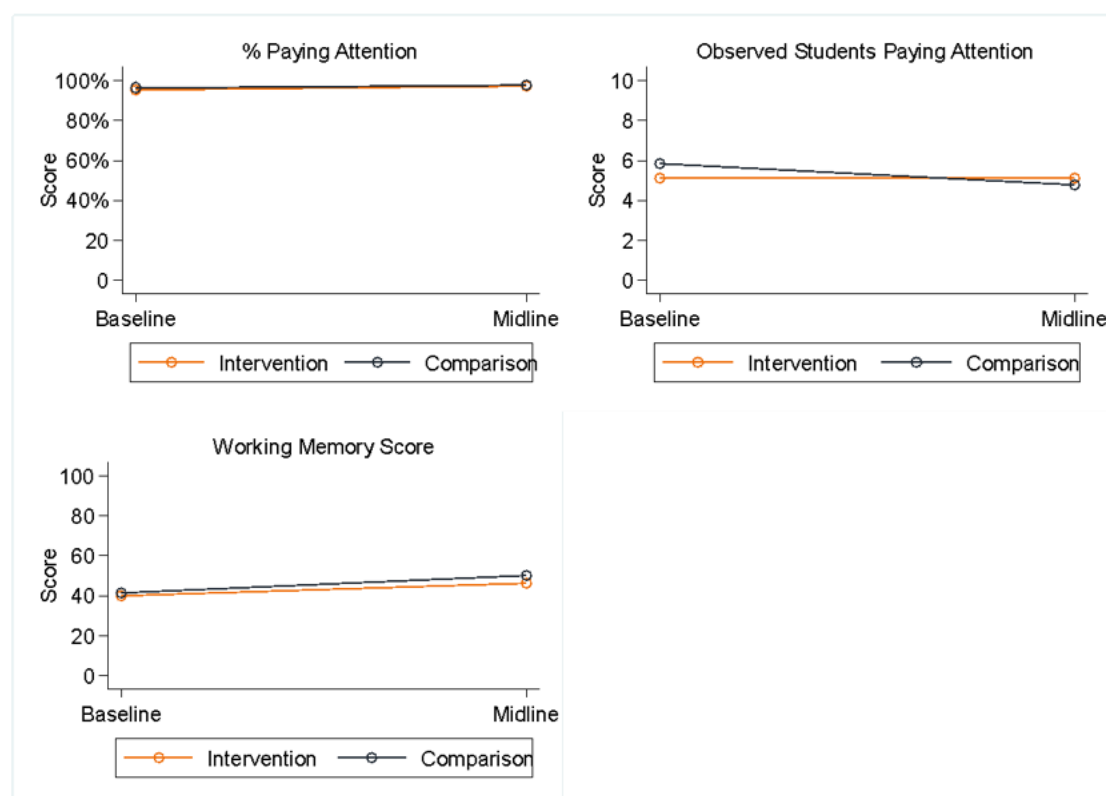 % Paying Attention
100%
80%
60%
40%
20
0
Score
Baseline Midline
Intervention Comparison
Observed Students Paying Attention
10
8
6
4
2
0
Score
Baseline Midline
Intervention Comparison
Working Memory Score
100
80
60
40
20
0
Score
Baseline Midline
Intervention Comparison